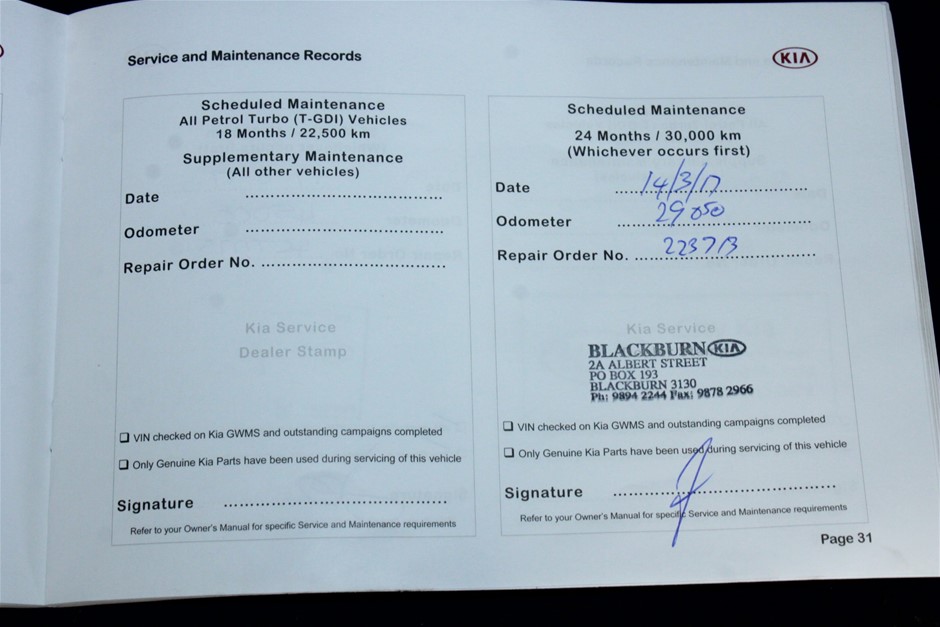 Service and Maintenance Records
KIA
Scheduled Maintenance
All Petrol Turbo (T-GDI) Vehicles
18 Months / 22,500 km
Supplementary Maintenance
(All other vehicles)
Date ..........................................
Odometer ..........................................
Repair Order No. ......................................
Kia Service
Dealer Stamp
❑ VIN checked on Kia GWMS and outstanding campaigns completed
❑ Only Genuine Kia Parts have been used during servicing of this vehicle
Signature ..............................................
Refer to your Owner's Manual for specific Service and Maintenance requirements
Scheduled Maintenance
24 Months / 30,000 km
(Whichever occurs first)
Date 14/3/17
Odometer 29050
Repair Order No. 223713
Kia Service
BLACKBURN KIA
2A ALBERT STREET
PO BOX 193
BLACKBURN 3130
Ph: 9894 2244 Fax: 9878 2966
❑ VIN checked on Kia GWMS and outstanding campaigns completed
❑ Only Genuine Kia Parts have been used during servicing of this vehicle
Signature ..............................................
Refer to your Owner's Manual for specific Service and Maintenance requirements
Page 31